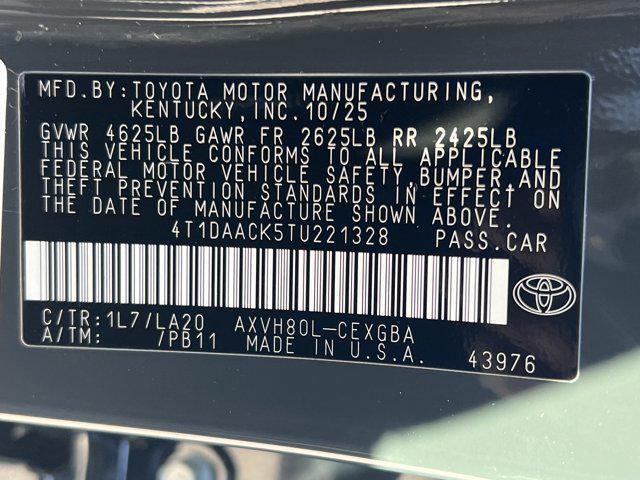 MFD.BY:TOYOTA MOTOR MANUFACTURING,
KENTUCKY,INC.10/25
GVWR 4625LB GAWR FR 2625LB RR 2425LB
THIS VEHICLE CONFORMS TO ALL APPLICABLE
FEDERAL MOTOR VEHICLE SAFETY,BUMPER,AND
THEFT PREVENTION STANDARDS IN EFFECT ON
THE DATE OF MANUFACTURE SHOWN ABOVE.
4T1DAACK5TU221328 PASS.CAR
C/TR:1L7/LA20 AXVH80L-CEXGBA
A/TM: /PB11 MADE IN U.S.A. 43976